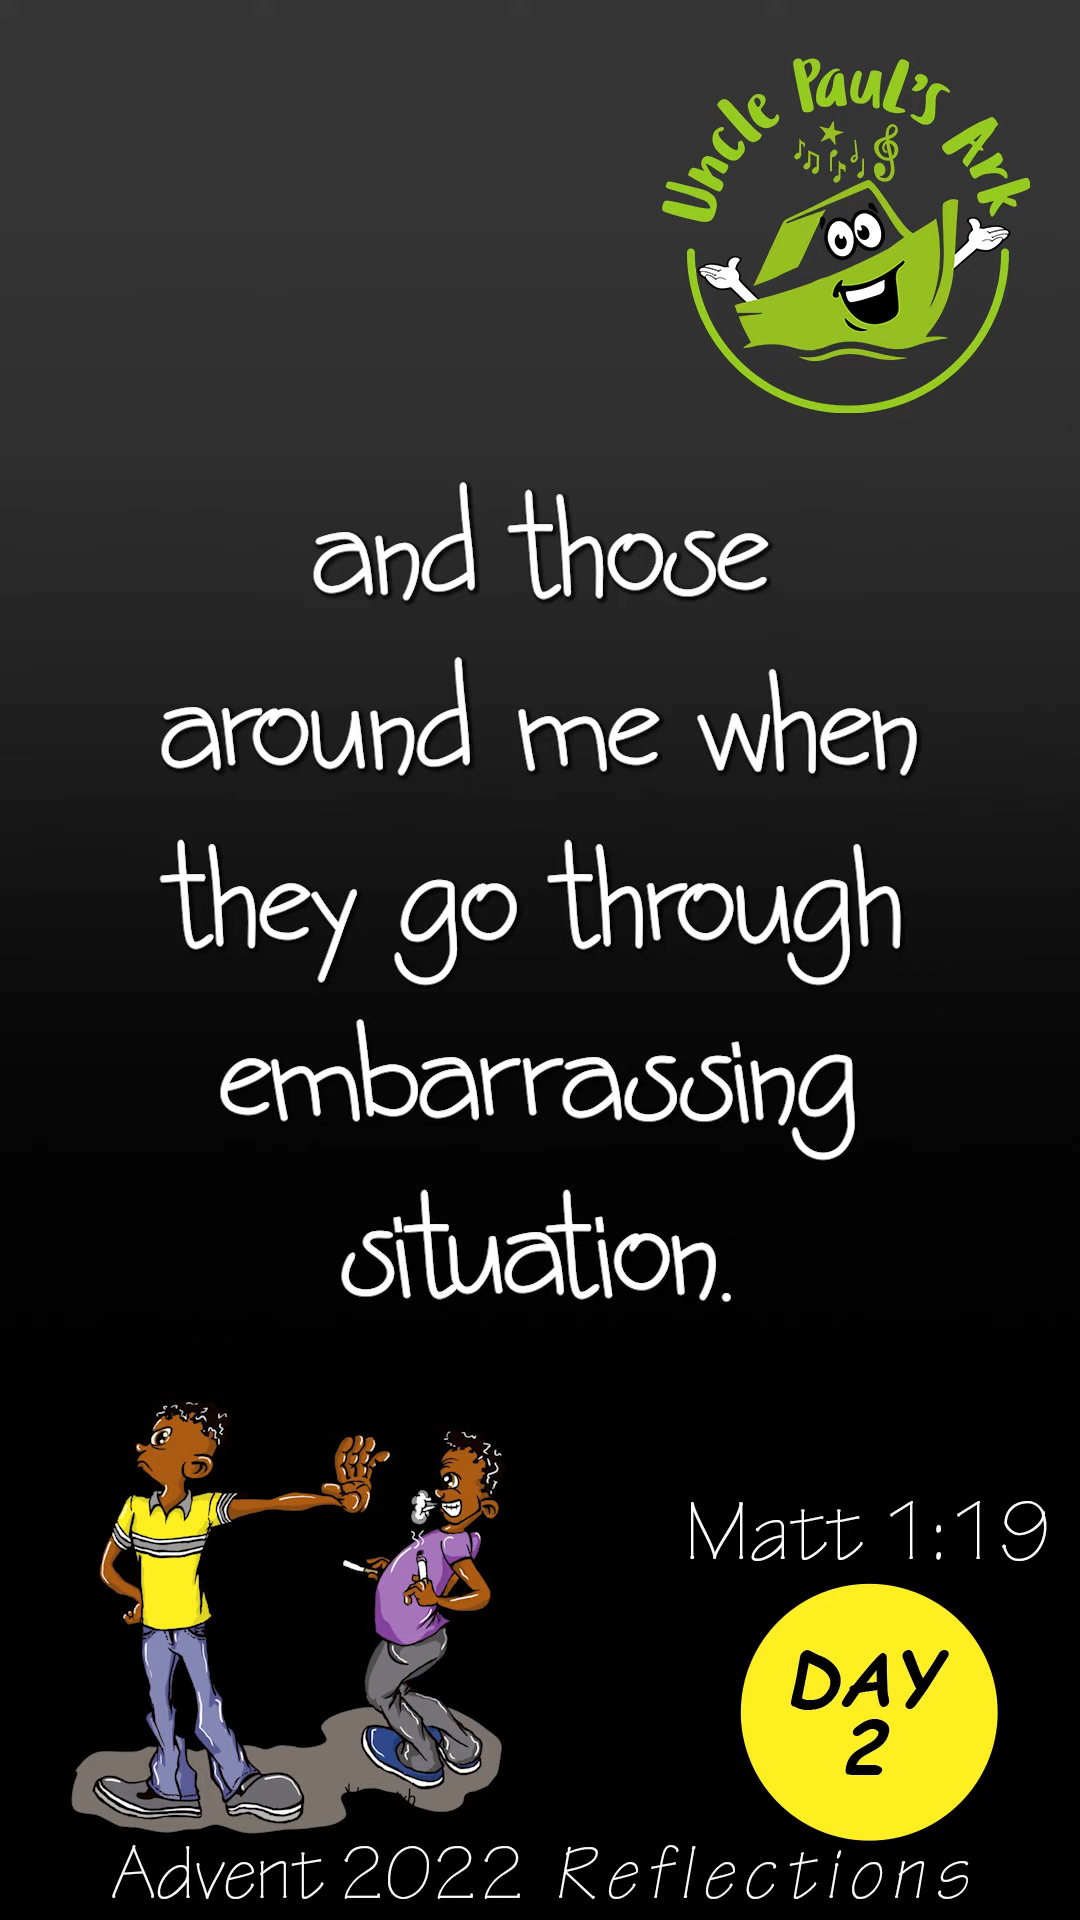 Uncle Paul's Ark
and those
around me when
they go through
embarrassing
situation.
Matt 1:19
DAY
2
Advent 2022 Reflections